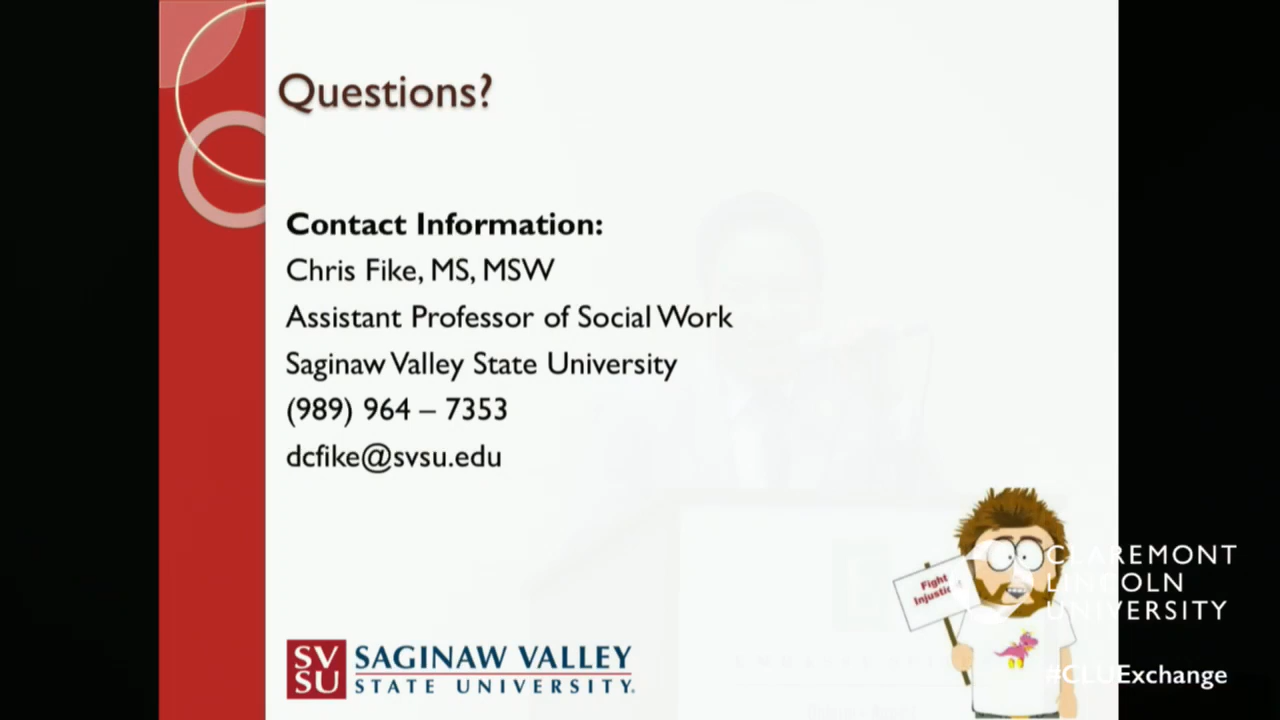 Questions?
Contact Information:
Chris Fike, MS, MSW
Assistant Professor of Social Work
Saginaw Valley State University
(989) 964 – 7353
dcfike@svsu.edu
Fight
CLAREMONT
LINCOLN
UNIVERSITY
#CLUExchange
SV
SU
SAGINAW VALLEY
STATE UNIVERSITY.